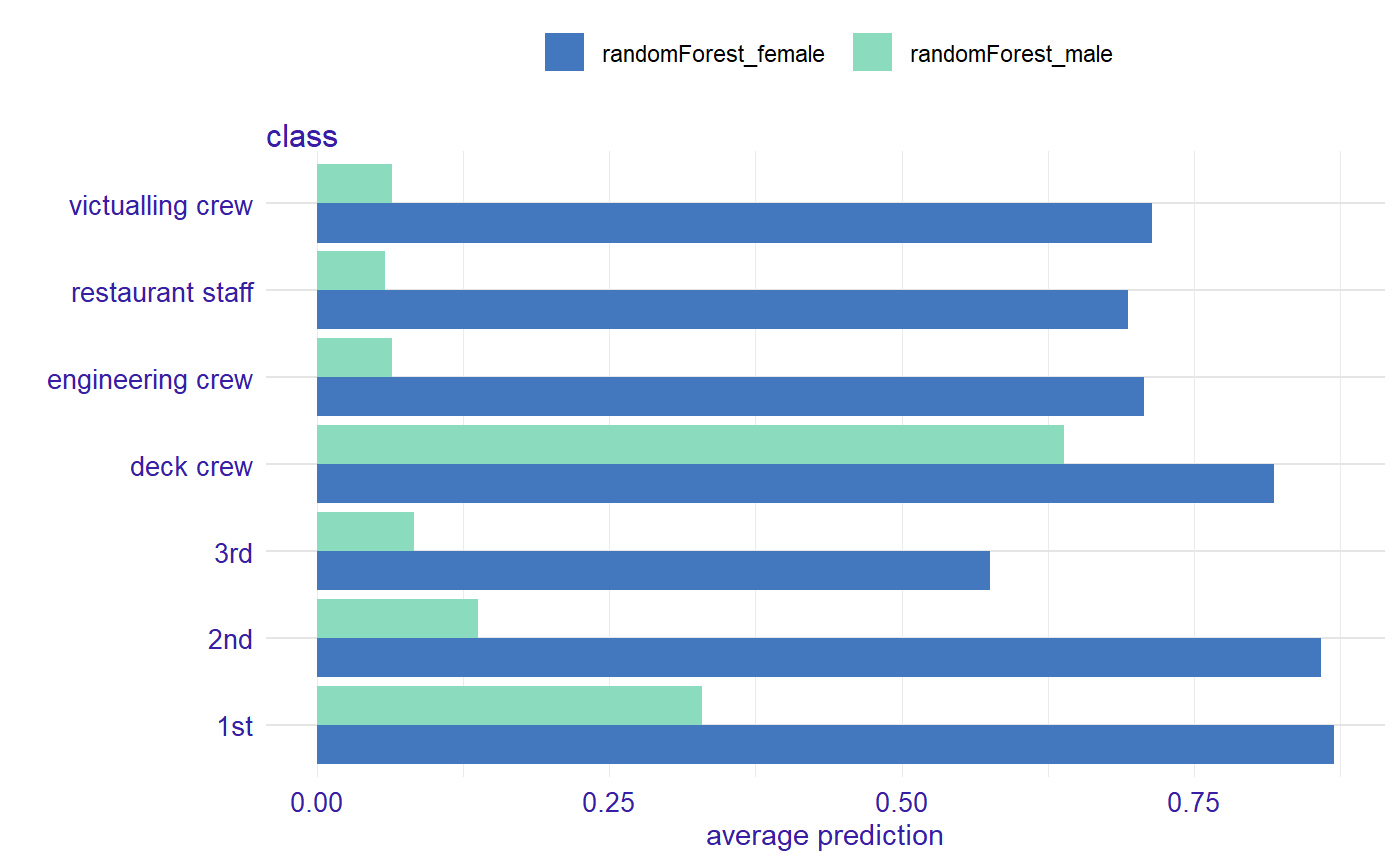 randomForest_female randomForest_male
class
victualling crew
restaurant staff
engineering crew
deck crew
3rd
2nd
1st
0.00 0.25 0.50 0.75
average prediction